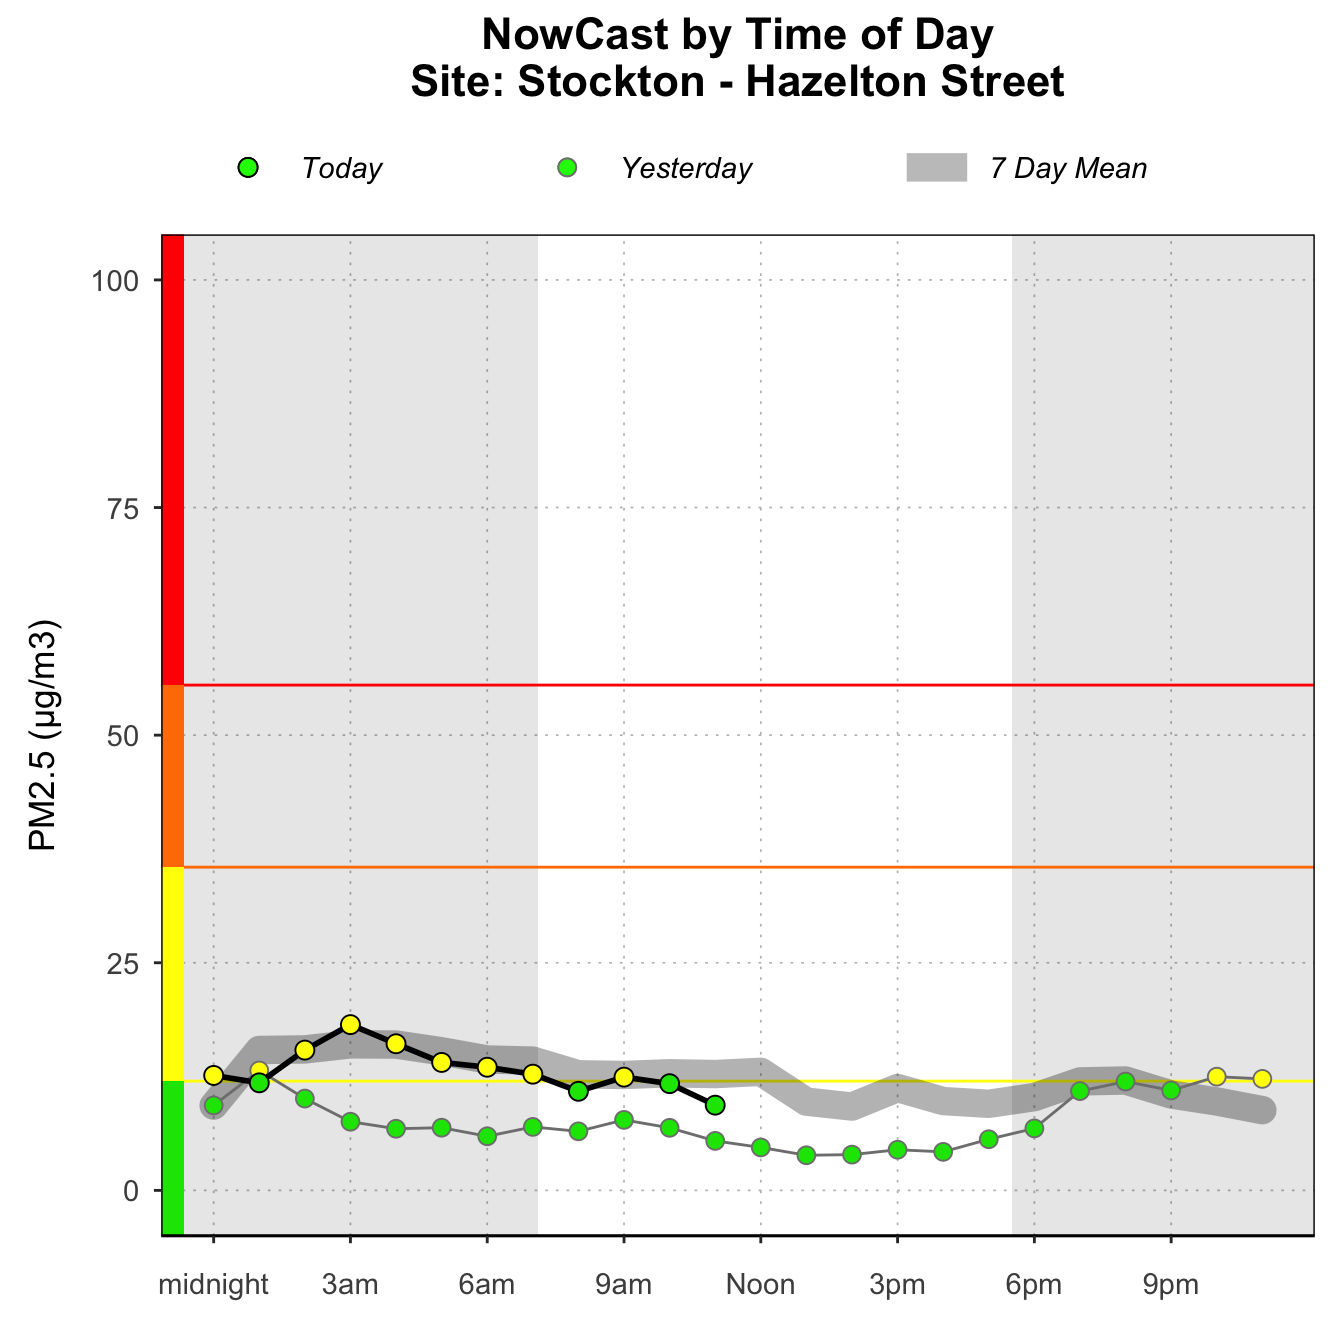 NowCast by Time of Day
Site: Stockton - Hazelton Street
Today
Yesterday
7 Day Mean
PM2.5 (µg/m3)
100
75
50
25
0
midnight
3am
6am
9am
Noon
3pm
6pm
9pm